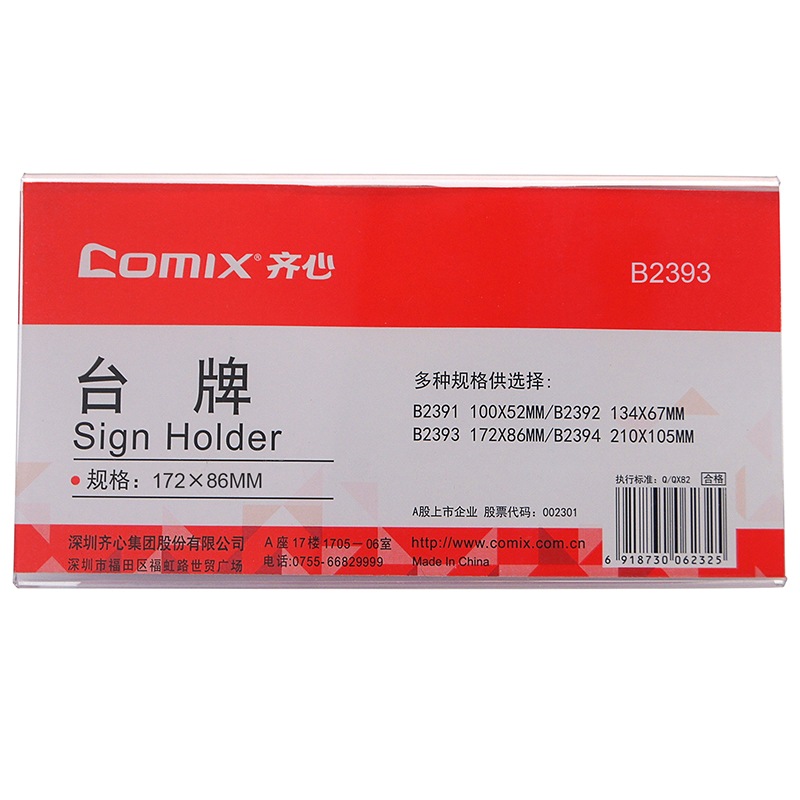 COMIX® 齐心
B2393
台 牌
Sign Holder
• 规格：172×86MM
多种规格供选择：
B2391 100X52MM/B2392 134X67MM
B2393 172X86MM/B2394 210X105MM
执行标准：Q/QX82 合格
A股上市企业 股票代码：002301
深圳齐心集团股份有限公司 A座17楼1705-06室
深圳市福田区福虹路世贸广场 电话:0755-66829999
http://www.comix.com.cn
Made In China
6 918730 062325